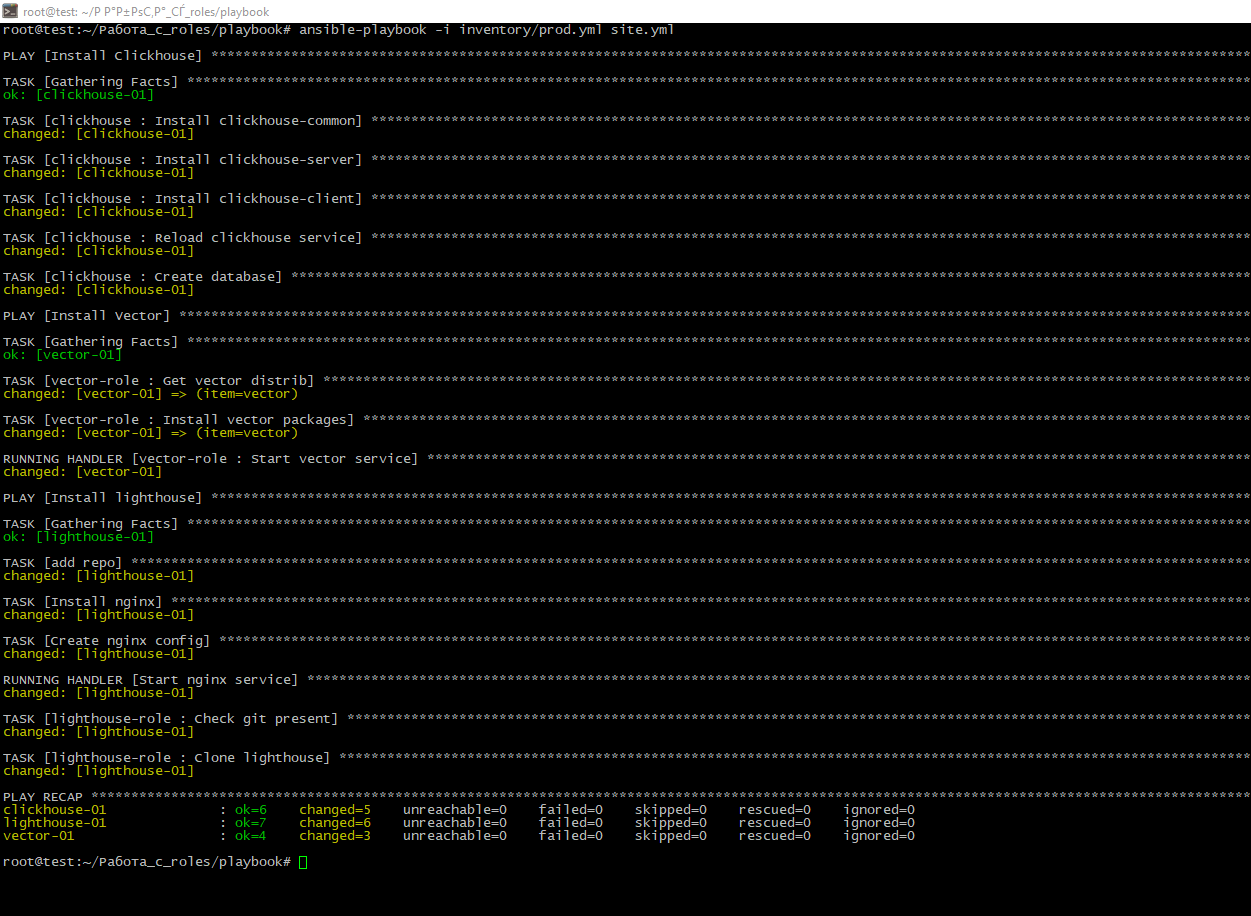 root@test: ~/Р Р°Р±РѕС‚Р°_СЃ_roles/playbook
root@test:~/Работа_с_roles/playbook# ansible-playbook -i inventory/prod.yml site.yml
PLAY [Install Clickhouse] **********************************************************************************************************************************
TASK [Gathering Facts] *************************************************************************************************************************************
ok: [clickhouse-01]
TASK [clickhouse : Install clickhouse-common] **************************************************************************************************************
changed: [clickhouse-01]
TASK [clickhouse : Install clickhouse-server] **************************************************************************************************************
changed: [clickhouse-01]
TASK [clickhouse : Install clickhouse-client] **************************************************************************************************************
changed: [clickhouse-01]
TASK [clickhouse : Reload clickhouse service] **************************************************************************************************************
changed: [clickhouse-01]
TASK [clickhouse : Create database] ************************************************************************************************************************
changed: [clickhouse-01]
PLAY [Install Vector] **************************************************************************************************************************************
TASK [Gathering Facts] *************************************************************************************************************************************
ok: [vector-01]
TASK [vector-role : Get vector distrib] ********************************************************************************************************************
changed: [vector-01] => (item=vector)
TASK [vector-role : Install vector packages] ***************************************************************************************************************
changed: [vector-01] => (item=vector)
RUNNING HANDLER [vector-role : Start vector service] *******************************************************************************************************
changed: [vector-01]
PLAY [Install lighthouse] **********************************************************************************************************************************
TASK [Gathering Facts] *************************************************************************************************************************************
ok: [lighthouse-01]
TASK [add repo] ********************************************************************************************************************************************
changed: [lighthouse-01]
TASK [Install nginx] ***************************************************************************************************************************************
changed: [lighthouse-01]
TASK [Create nginx config] *********************************************************************************************************************************
changed: [lighthouse-01]
RUNNING HANDLER [Start nginx service] **********************************************************************************************************************
changed: [lighthouse-01]
TASK [lighthouse-role : Check git present] *****************************************************************************************************************
changed: [lighthouse-01]
TASK [lighthouse-role : Clone lighthouse] ******************************************************************************************************************
changed: [lighthouse-01]
PLAY RECAP *************************************************************************************************************************************************
clickhouse-01 : ok=6 changed=5 unreachable=0 failed=0 skipped=0 rescued=0 ignored=0
lighthouse-01 : ok=7 changed=6 unreachable=0 failed=0 skipped=0 rescued=0 ignored=0
vector-01 : ok=4 changed=3 unreachable=0 failed=0 skipped=0 rescued=0 ignored=0
root@test:~/Работа_с_roles/playbook#